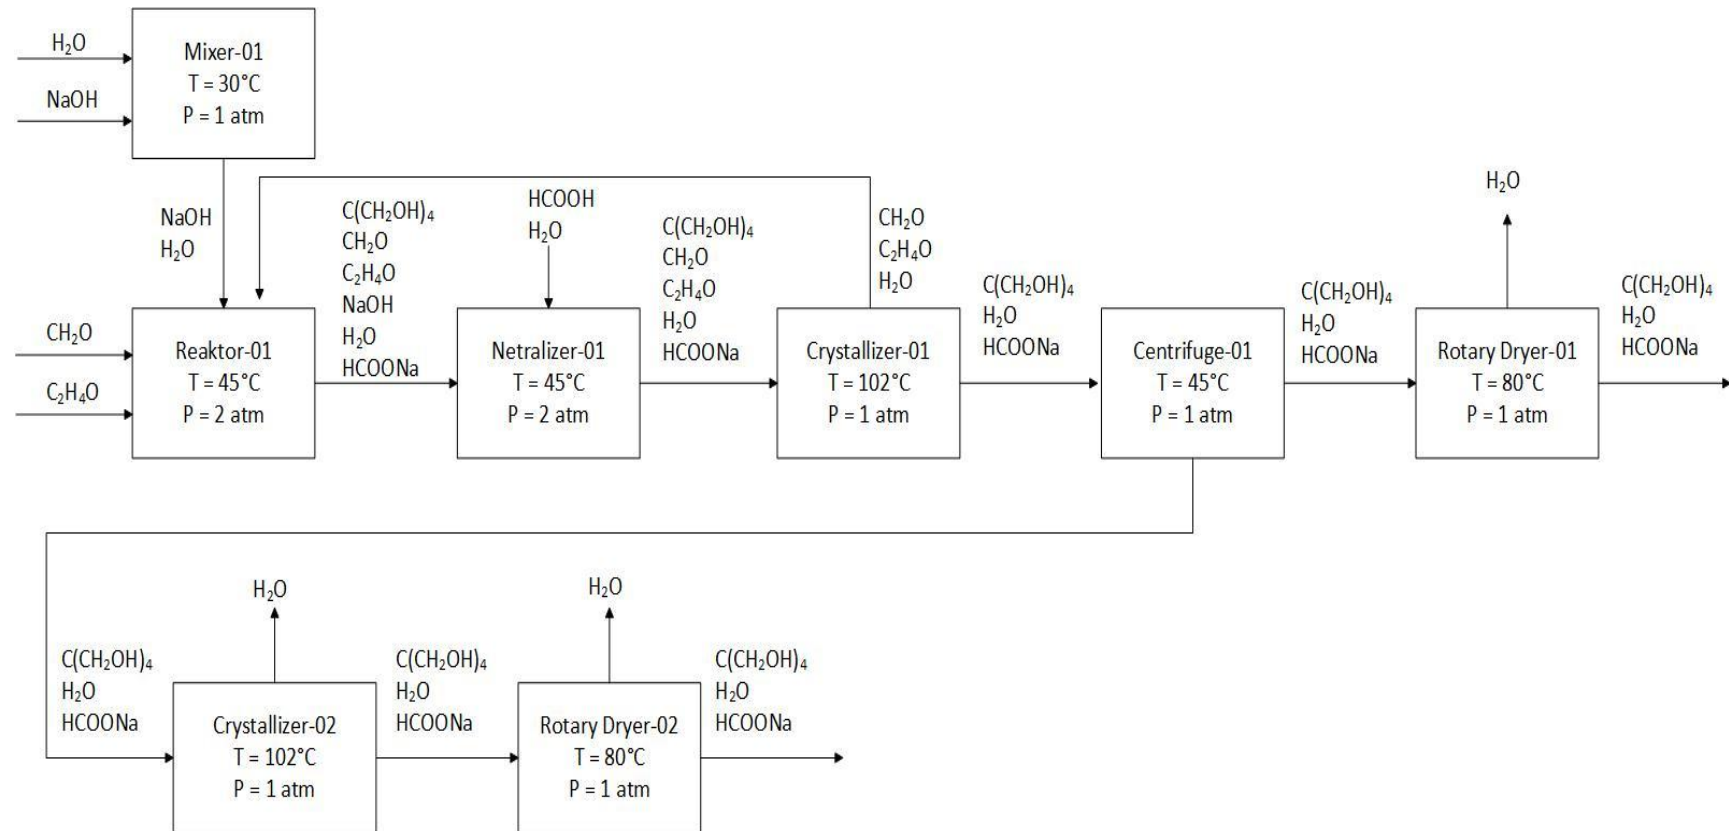 H₂O
NaOH
Mixer-01
T = 30°C
P = 1 atm
NaOH
H₂O
CH₂O
C₂H₄O
Reaktor-01
T = 45°C
P = 2 atm
C(CH₂OH)₄
CH₂O
C₂H₄O
NaOH
H₂O
HCOONa
HCOOH
H₂O
Netralizer-01
T = 45°C
P = 2 atm
C(CH₂OH)₄
CH₂O
C₂H₄O
H₂O
HCOONa
CH₂O
C₂H₄O
H₂O
Crystallizer-01
T = 102°C
P = 1 atm
C(CH₂OH)₄
H₂O
HCOONa
Centrifuge-01
T = 45°C
P = 1 atm
C(CH₂OH)₄
H₂O
HCOONa
H₂O
Rotary Dryer-01
T = 80°C
P = 1 atm
C(CH₂OH)₄
H₂O
HCOONa
C(CH₂OH)₄
H₂O
HCOONa
H₂O
Crystallizer-02
T = 102°C
P = 1 atm
C(CH₂OH)₄
H₂O
HCOONa
H₂O
Rotary Dryer-02
T = 80°C
P = 1 atm
C(CH₂OH)₄
H₂O
HCOONa